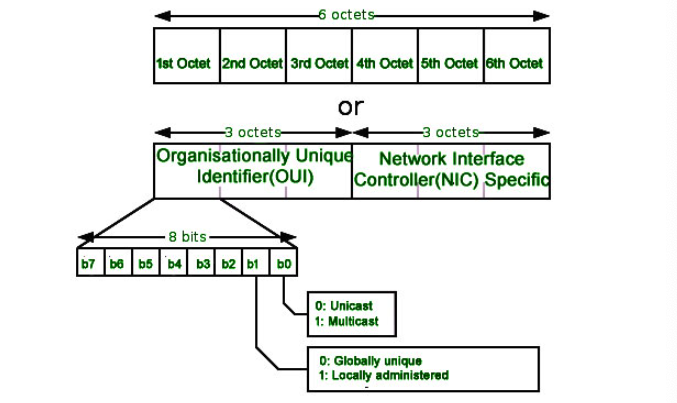 6 octets
1st Octet 2nd Octet 3rd Octet 4th Octet 5th Octet 6th Octet
or
3 octets 3 octets
Organisationally Unique
Identifier(OUI)
Network Interface
Controller(NIC) Specific
8 bits
b7 b6 b5 b4 b3 b2 b1 b0
0: Unicast
1: Multicast
0: Globally unique
1: Locally administered